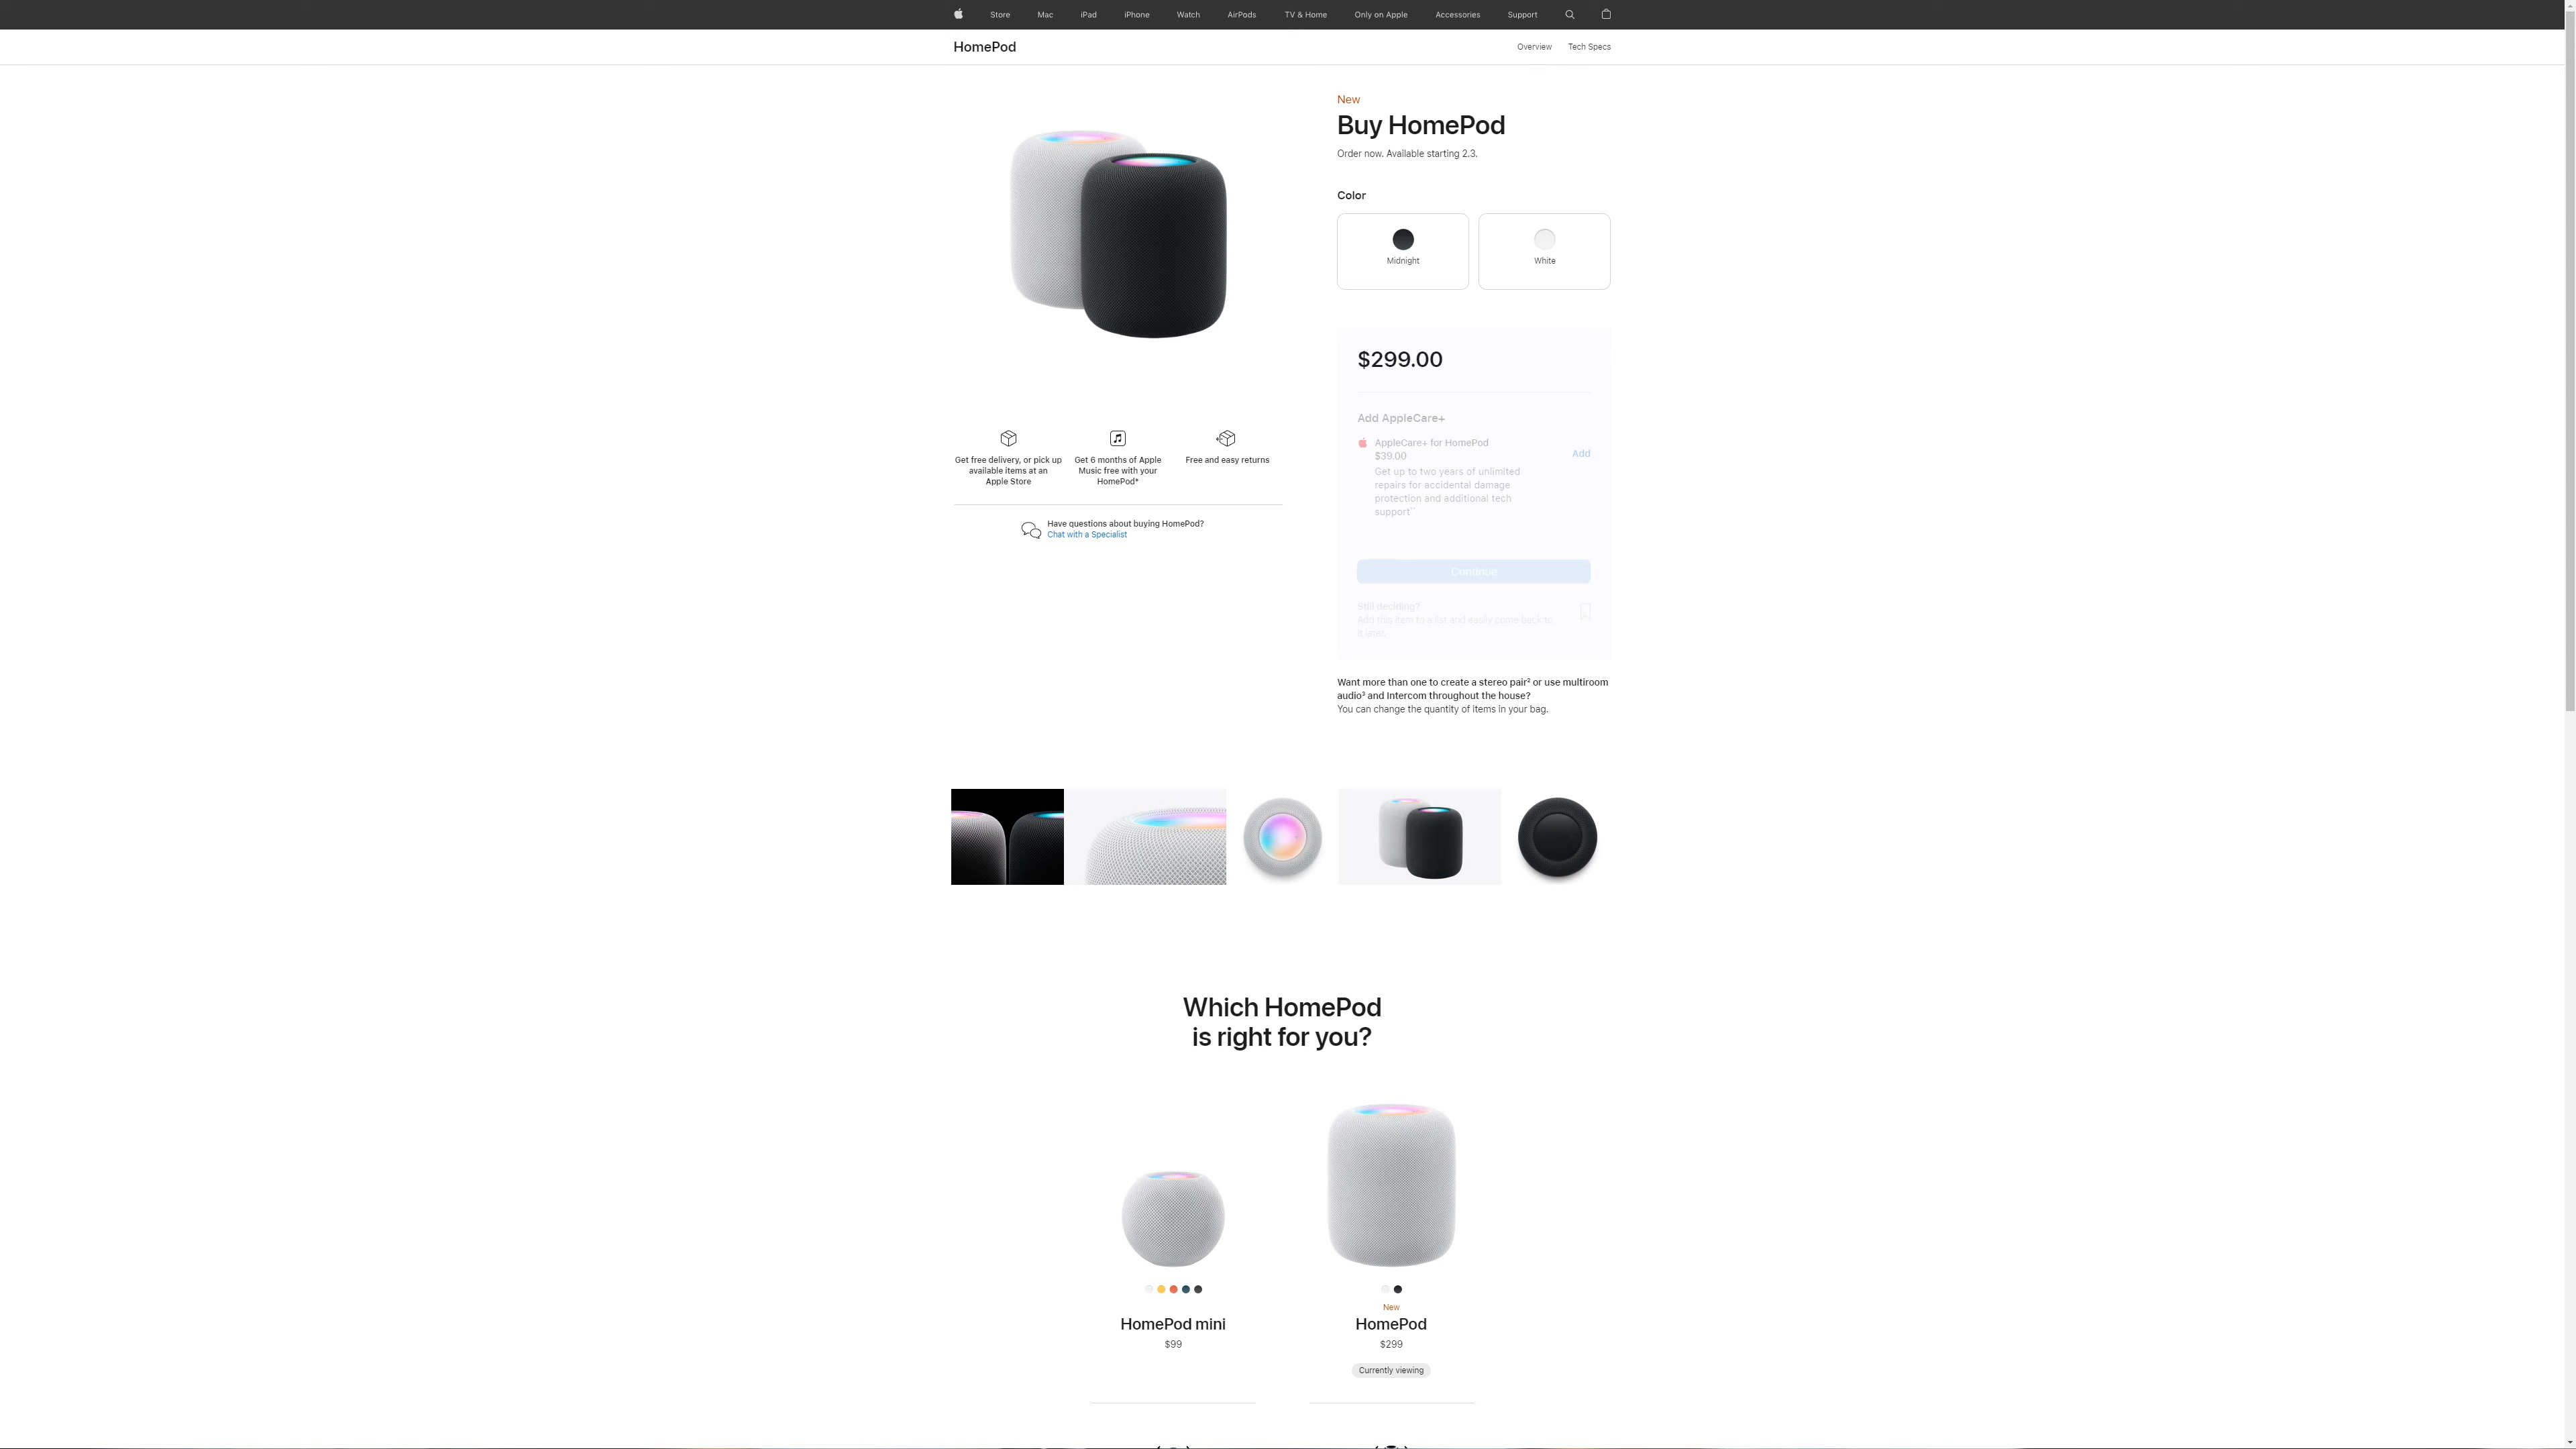 Store Mac iPad iPhone Watch AirPods TV & Home Only on Apple Accessories Support
HomePod
Overview Tech Specs
New
Buy HomePod
Order now. Available starting 2.3.
Color
Midnight
White
$299.00
Add AppleCare+
AppleCare+ for HomePod
$39.00
Add
Get up to two years of unlimited
repairs for accidental damage
protection and additional tech
support**
Continue
Still deciding?
Add this item to a list and easily come back to
it later.
Get free delivery, or pick up
available items at an
Apple Store
Get 6 months of Apple
Music free with your
HomePod*
Free and easy returns
Have questions about buying HomePod?
Chat with a Specialist
Want more than one to create a stereo pair² or use multiroom
audio³ and Intercom throughout the house?
You can change the quantity of items in your bag.
Which HomePod
is right for you?
HomePod mini
$99
New
HomePod
$299
Currently viewing